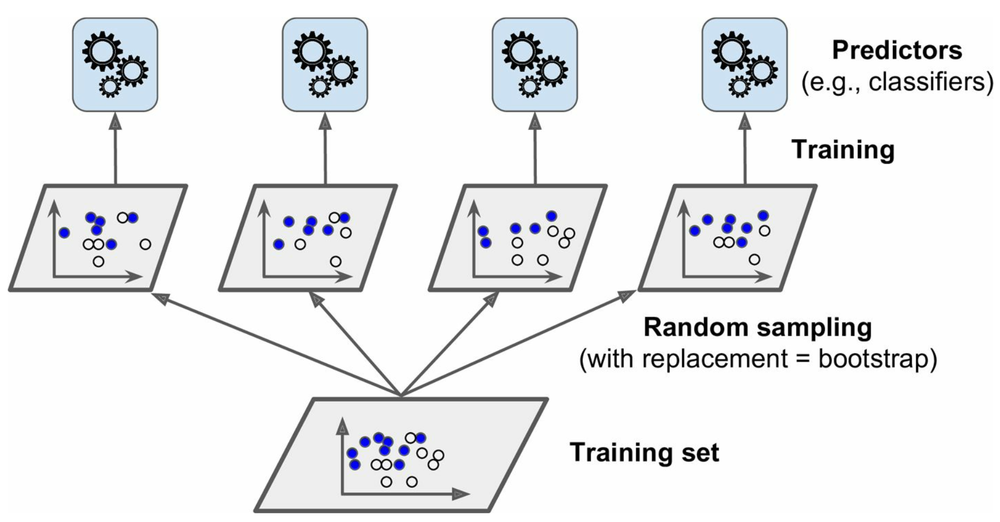 Predictors
(e.g., classifiers)
Training
Random sampling
(with replacement = bootstrap)
Training set